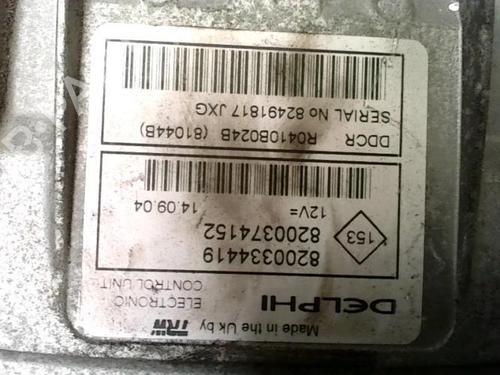 Made in the Uk by TRW
DELPHI
ELECTRONIC
CONTROL UNIT
8200334419
8200374152
153
12V=
14.09.04
DDCR R0410B024B (81044B)
SERIAL No 82491817 JXG